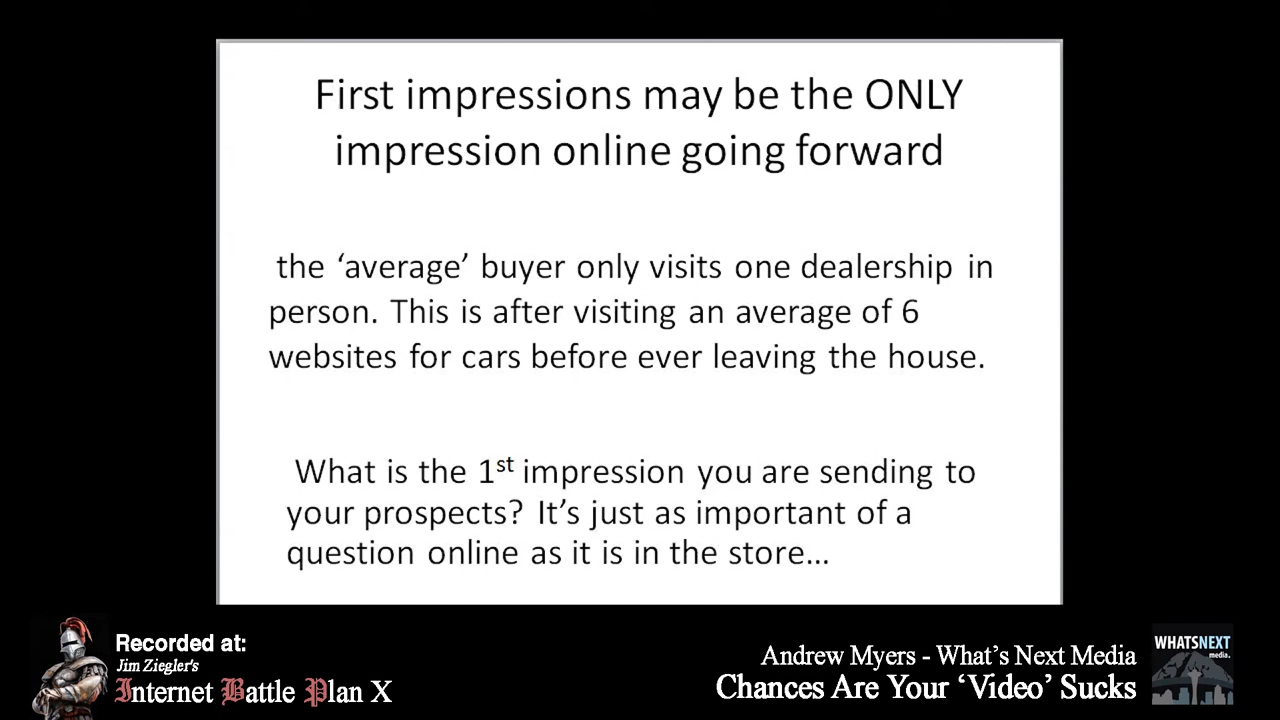 First impressions may be the ONLY
impression online going forward
the ‘average’ buyer only visits one dealership in
person. This is after visiting an average of 6
websites for cars before ever leaving the house.
What is the 1st impression you are sending to
your prospects? It’s just as important of a
question online as it is in the store…
Recorded at:
Jim Ziegler's
Internet Battle Plan X
Andrew Myers - What’s Next Media
Chances Are Your ‘Video’ Sucks
WHATSNEXT
media.